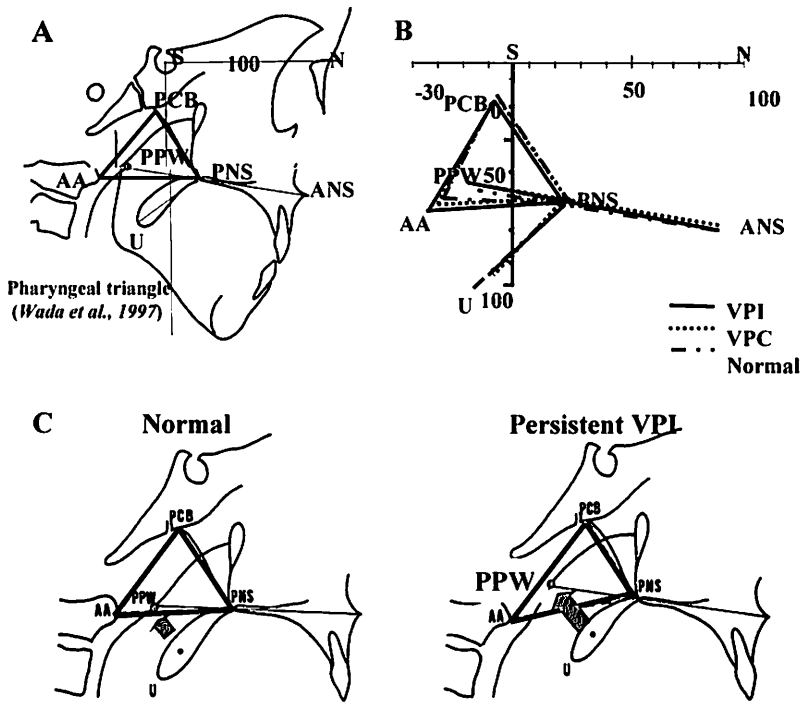 A
S
100
N
PCB
PPW
AA
PNS
ANS
U
Pharyngeal triangle
(Wada et al., 1997)
B
S
N
-30
50
100
PCB
0
PPW
50
PNS
AA
ANS
U
100
VPI
VPC
Normal
C
Normal
PCB
PPW
AA
PNS
U
Persistent VPI
PCB
PPW
PNS
AA
U